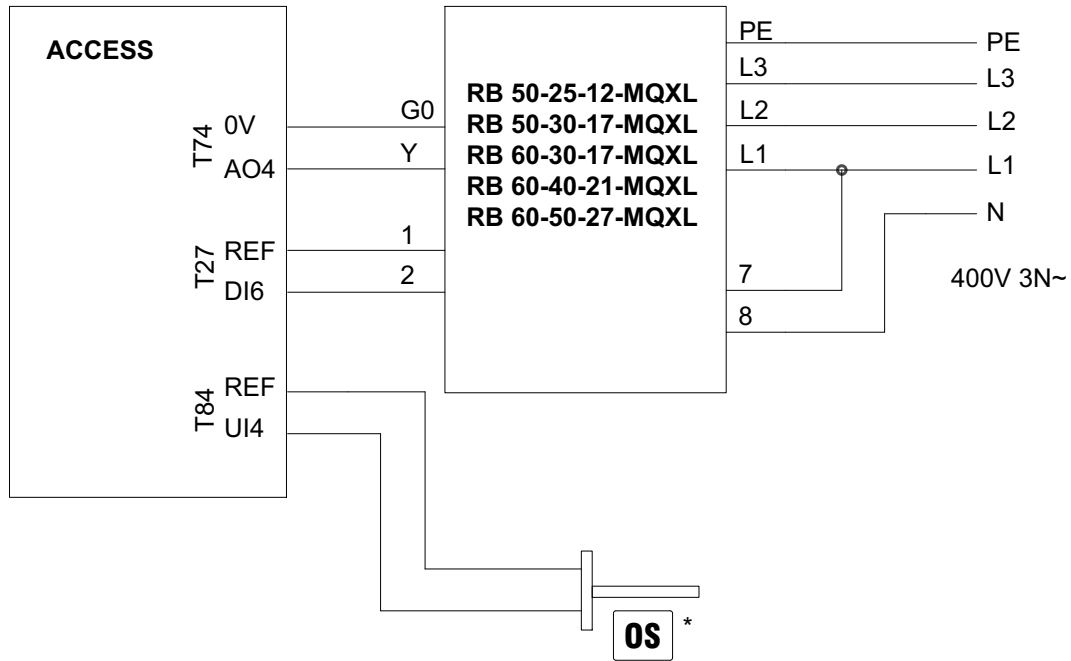 ACCESS
T74
0V
AO4
T27
REF
DI6
T84
REF
UI4
G0
Y
1
2
RB 50-25-12-MQXL
RB 50-30-17-MQXL
RB 60-30-17-MQXL
RB 60-40-21-MQXL
RB 60-50-27-MQXL
PE
L3
L2
L1
7
8
PE
L3
L2
L1
N
400V 3N~
OS *